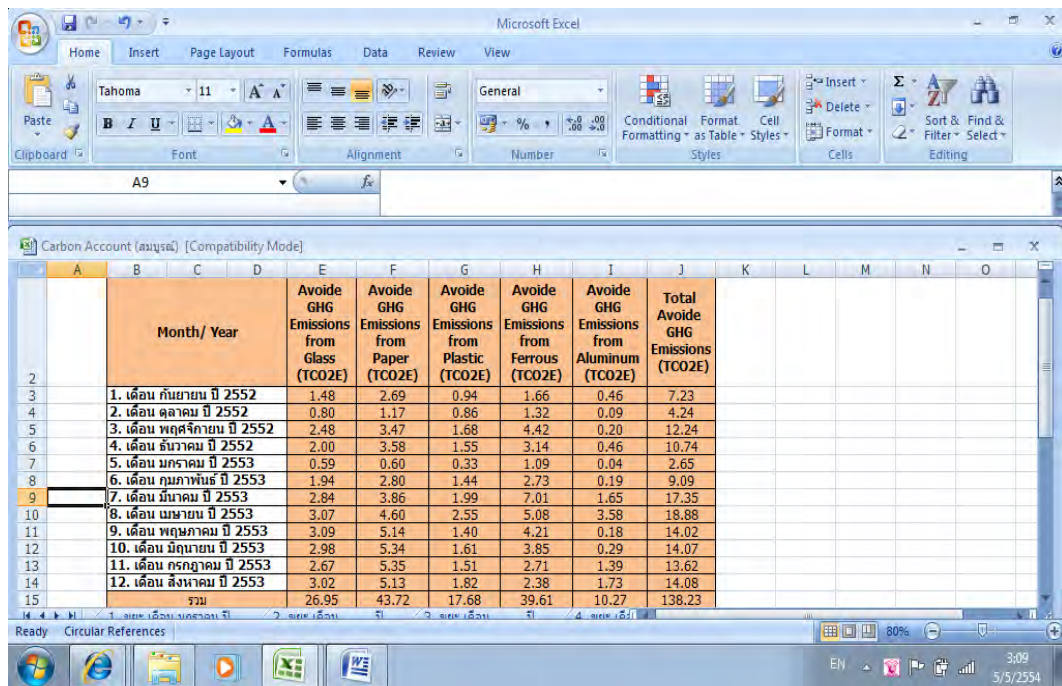 Microsoft Excel
Home Insert Page Layout Formulas Data Review View
Paste
Tahoma 11 A A
B I U A
General
% , .0 .00 .00 .0
Conditional Formatting Format as Table Cell Styles
Insert
Delete
Format
Σ
Sort & Filter Find & Select
Clipboard Font Alignment Number Styles Cells Editing
A9 fx
Carbon Account (สมบูรณ์) [Compatibility Mode]
A B C D E F G H I J K L M N O
2 Month/ Year Avoide GHG Emissions from Glass (TCO2E) Avoide GHG Emissions from Paper (TCO2E) Avoide GHG Emissions from Plastic (TCO2E) Avoide GHG Emissions from Ferrous (TCO2E) Avoide GHG Emissions from Aluminum (TCO2E) Total Avoide GHG Emissions (TCO2E)
3 1. เดือน กันยายน ปี 2552 1.48 2.69 0.94 1.66 0.46 7.23
4 2. เดือน ตุลาคม ปี 2552 0.80 1.17 0.86 1.32 0.09 4.24
5 3. เดือน พฤศจิกายน ปี 2552 2.48 3.47 1.68 4.42 0.20 12.24
6 4. เดือน ธันวาคม ปี 2552 2.00 3.58 1.55 3.14 0.46 10.74
7 5. เดือน มกราคม ปี 2553 0.59 0.60 0.33 1.09 0.04 2.65
8 6. เดือน กุมภาพันธ์ ปี 2553 1.94 2.80 1.44 2.73 0.19 9.09
9 7. เดือน มีนาคม ปี 2553 2.84 3.86 1.99 7.01 1.65 17.35
10 8. เดือน เมษายน ปี 2553 3.07 4.60 2.55 5.08 3.58 18.88
11 9. เดือน พฤษภาคม ปี 2553 3.09 5.14 1.40 4.21 0.18 14.02
12 10. เดือน มิถุนายน ปี 2553 2.98 5.34 1.61 3.85 0.29 14.07
13 11. เดือน กรกฎาคม ปี 2553 2.67 5.35 1.51 2.71 1.39 13.62
14 12. เดือน สิงหาคม ปี 2553 3.02 5.13 1.82 2.38 1.73 14.08
15 รวม 26.95 43.72 17.68 39.61 10.27 138.23
Ready Circular References 80%
EN 3:09
5/5/2554